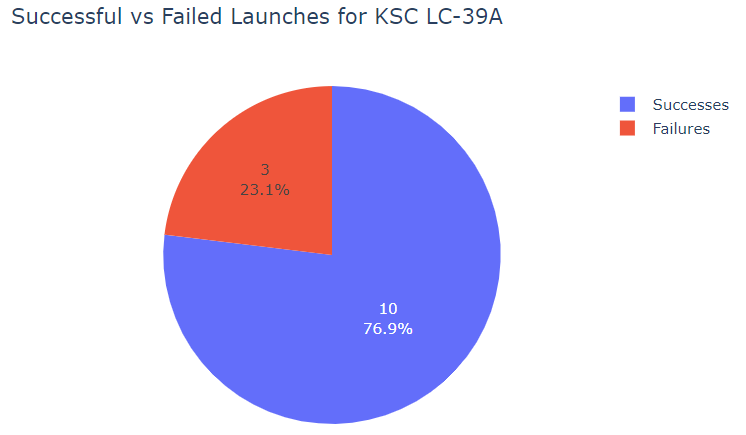 Successful vs Failed Launches for KSC LC-39A
Successes
Failures
3
23.1%
10
76.9%